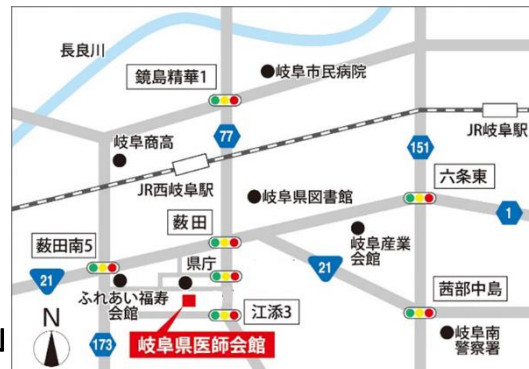 長良川
鏡島精華1
岐阜市民病院
JR岐阜駅
77
岐阜商高
151
JR西岐阜駅
六条東
岐阜県図書館
薮田
1
薮田南5
岐阜産業
会館
県庁
21
21
ふれあい福寿
会館
江添3
茜部中島
N
岐阜県医師会館
岐阜南
警察署
173